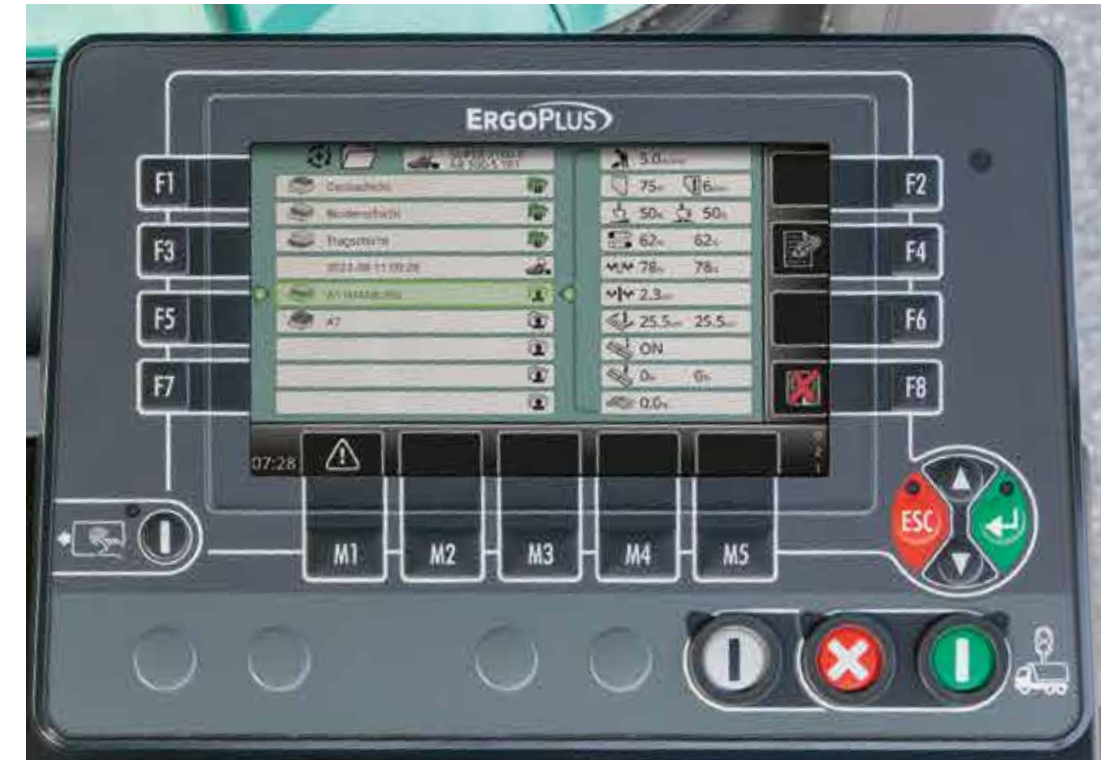 ERGOPLUS
3.0
F1
75% 6
F2
Deckschicht
Binderschicht
50% 50%
F3
Tragschicht
62% 62%
F4
78% 78%
A1 HAMBURG
2.3
F5
A7
25.5 25.5
F6
ON
F7
0% 0%
F8
0.0%
07:28
ESC
M1 M2 M3 M4 M5